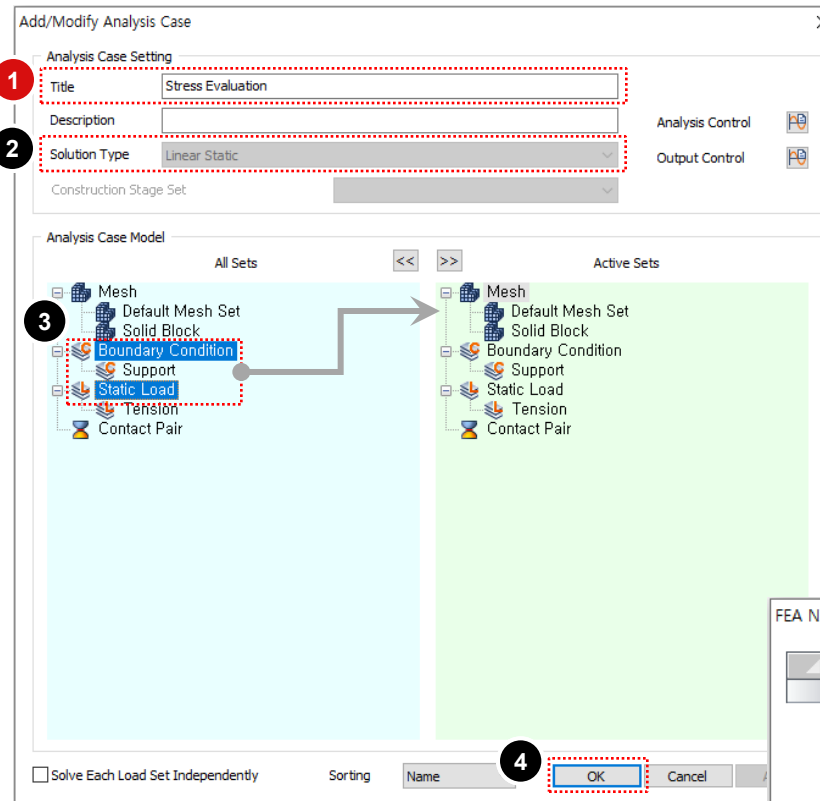 Add/Modify Analysis Case
Analysis Case Setting
1
Title
Stress Evaluation
Description
Analysis Control
2
Solution Type
Linear Static
Output Control
Construction Stage Set
Analysis Case Model
All Sets
<<
>>
Active Sets
Mesh
Default Mesh Set
3
Solid Block
Boundary Condition
Support
Static Load
Tension
Contact Pair
Mesh
Default Mesh Set
Solid Block
Boundary Condition
Support
Static Load
Tension
Contact Pair
FEA N
Solve Each Load Set Independently
Sorting
Name
4
OK
Cancel